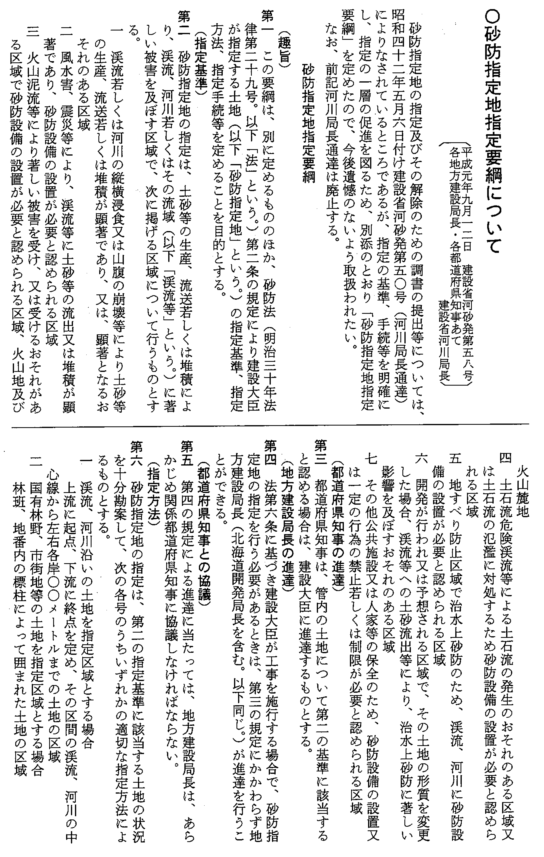 〇砂防指定地指定要綱について
〔平成元年九月一二日　建設省河砂発第五八号
各地方建設局長・各都道府県知事あて
建設省河川局長〕
砂防指定地の指定及びその解除のための調書の提出等については、
昭和四十二年五月六日付け建設省河砂発第五〇号（河川局長通達）
によりなされているところであるが、指定の基準、手続等を明確に
し、指定の一層の促進を図るため、別添のとおり「砂防指定地指定
要綱」を定めたので、今後遺憾のないよう取扱われたい。
なお、前記河川局長通達は廃止する。
砂防指定地指定要綱
（趣旨）
第一　この要綱は、別に定めるもののほか、砂防法（明治三十年法
律第二十九号。以下「法」という。）第二条の規定により建設大臣
が指定する土地（以下「砂防指定地」という。）の指定基準、指定
方法、指定手続等を定めることを目的とする。
（指定基準）
第二　砂防指定地の指定は、土砂等の生産、流送若しくは堆積によ
り、渓流、河川若しくはその流域（以下「渓流等」という。）に著
しい被害を及ぼす区域で、次に掲げる区域について行うものとす
る。
一　渓流若しくは河川の縦横浸食又は山腹の崩壊等により土砂等
の生産、流送若しくは堆積が顕著であり、又は、顕著となるお
それのある区域
二　風水害、震災等により、渓流等に土砂等の流出又は堆積が顕
著であり、砂防設備の設置が必要と認められる区域
三　火山泥流等により著しい被害を受け、又は受けるおそれがあ
る区域で砂防設備の設置が必要と認められる区域、火山地及び
火山麓地
四　土石流危険渓流等による土石流の発生のおそれのある区域又
は土石流の氾濫に対処するため砂防設備の設置が必要と認めら
れる区域
五　地すべり防止区域で治水上砂防のため、渓流、河川に砂防設
備の設置が必要と認められる区域
六　開発が行われ又は予想される区域で、その土地の形質を変更
した場合、渓流等への土砂流出等により、治水上砂防に著しい
影響を及ぼすおそれのある区域
七　その他公共施設又は人家等の保全のため、砂防設備の設置又
は一定の行為の禁止若しくは制限が必要と認められる区域
（都道府県知事の進達）
第三　都道府県知事は、管内の土地について第二の基準に該当する
と認める場合は、建設大臣に進達するものとする。
（地方建設局長の進達）
第四　法第六条に基づき建設大臣が工事を施行する場合で、砂防指
定地の指定を行う必要があるときは、第三の規定にかかわらず地
方建設局長（北海道開発局長を含む。以下同じ。）が進達を行うこ
とができる。
（都道府県知事との協議）
第五　第四の規定による進達に当たっては、地方建設局長は、あら
かじめ関係都道府県知事に協議しなければならない。
（指定方法）
第六　砂防指定地の指定は、第二の指定基準に該当する土地の状況
を十分勘案して、次の各号のうちいずれかの適切な指定方法によ
るものとする。
一　渓流、河川沿いの土地を指定区域とする場合
上流に起点、下流に終点を定め、その区間の渓流、河川の中
心線から左右各岸〇〇メートルまでの土地の区域
二　国有林野、市街地等の土地を指定区域とする場合
林班、地番内の標柱によって囲まれた土地の区域